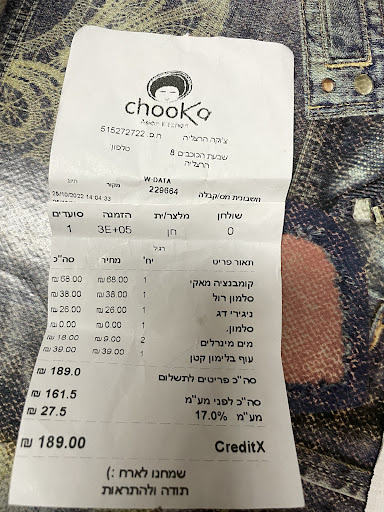 chooka
Asian Kitchen
צ'וקה הרצליה ח.פ. 515272722
שבעת הכוכבים 8 טלפון
הרצליה
W-DATA
חשבונית מס/קבלה 229664 מקור
25/10/2022 14:04:33
שולחן מלצר/ית הזמנה סועדים
0 חן 3E+05 1
רגיל
תאור פריט יח' מחיר סה"כ
קומבנציה מאקי 1 68.00 ₪ 68.00 ₪
סלמון רול 1 38.00 ₪ 38.00 ₪
ניגירי דג 1 26.00 ₪ 26.00 ₪
סלמון. 1 0.00 ₪ 0.00 ₪
מים מינרלים 2 9.00 ₪ 18.00 ₪
עוף בלימון קטן 1 39.00 ₪ 39.00 ₪
סה"כ פריטים לתשלום 189.0 ₪
סה"כ לפני מע"מ 161.5 ₪
מע"מ 17.0% 27.5 ₪
CreditX 189.00 ₪
שמחנו לארח :)
תודה ולהתראות